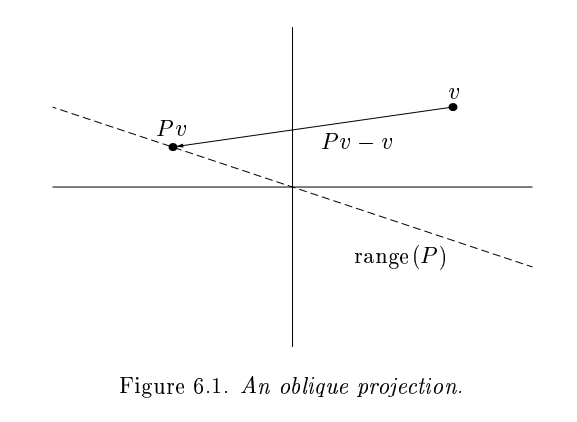 v
Pv
Pv − v
range(P)
Figure 6.1. An oblique projection.